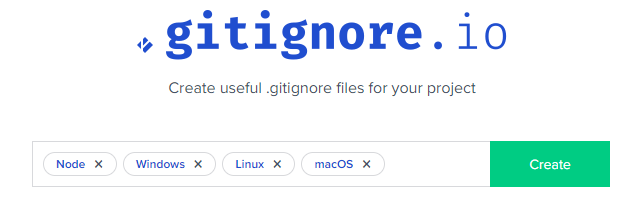 gitignore.io
Create useful .gitignore files for your project
Node × Windows × Linux × macOS × Create